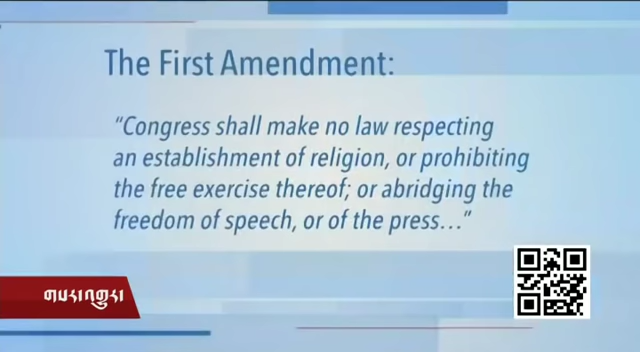 The First Amendment:
“Congress shall make no law respecting
an establishment of religion, or prohibiting
the free exercise thereof; or abridging the
freedom of speech, or of the press…”
གསར་འགྱུར།